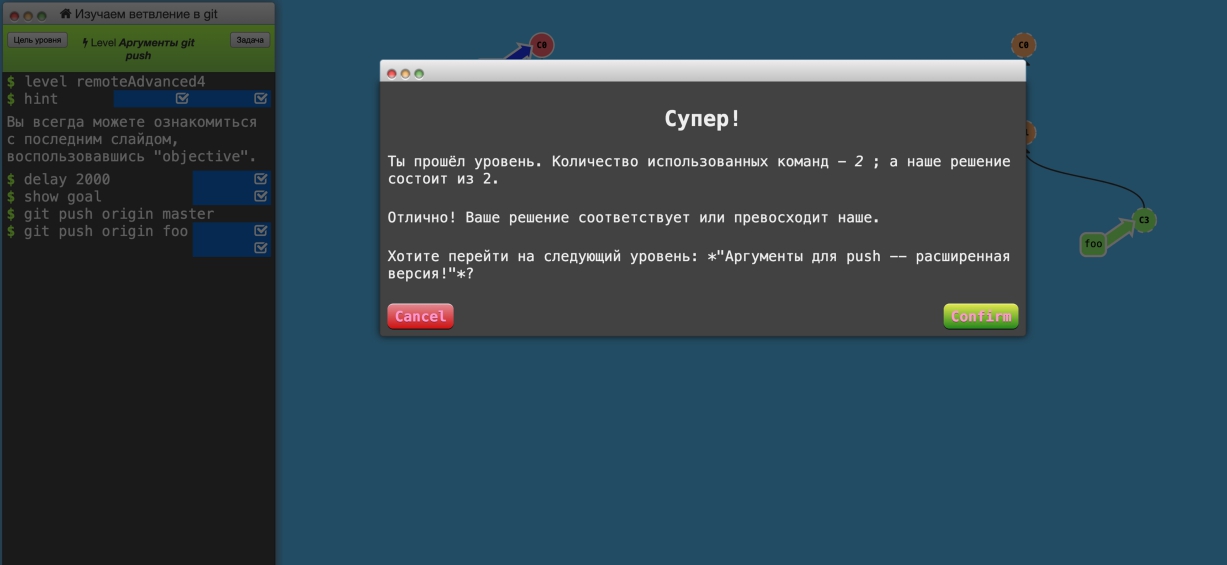 Изучаем ветвление в git
Цель уровня
Level Аргументы git
push
Задача
$ level remoteAdvanced4
$ hint
Вы всегда можете ознакомиться
с последним слайдом,
воспользовавшись "objective".
$ delay 2000
$ show goal
$ git push origin master
$ git push origin foo
C0
C0
C3
foo
Супер!
Ты прошёл уровень. Количество использованных команд – 2 ; а наше решение
состоит из 2.
Отлично! Ваше решение соответствует или превосходит наше.
Хотите перейти на следующий уровень: *"Аргументы для push -- расширенная
версия!"*?
Cancel
Confirm